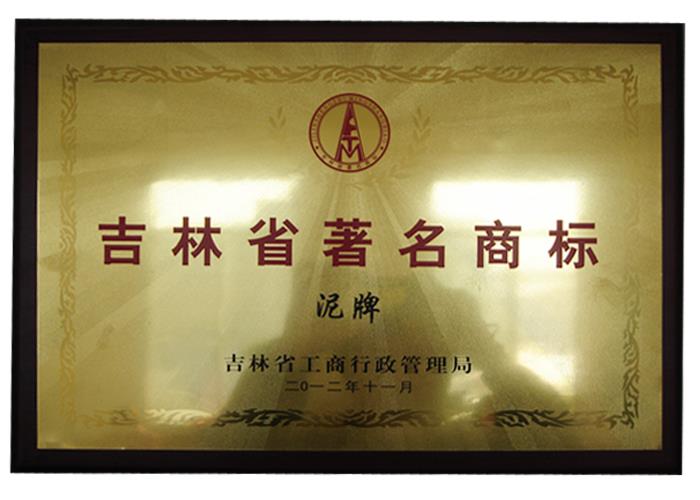 吉林省著名商标
泥牌
吉林省工商行政管理局
二0一二年十一月